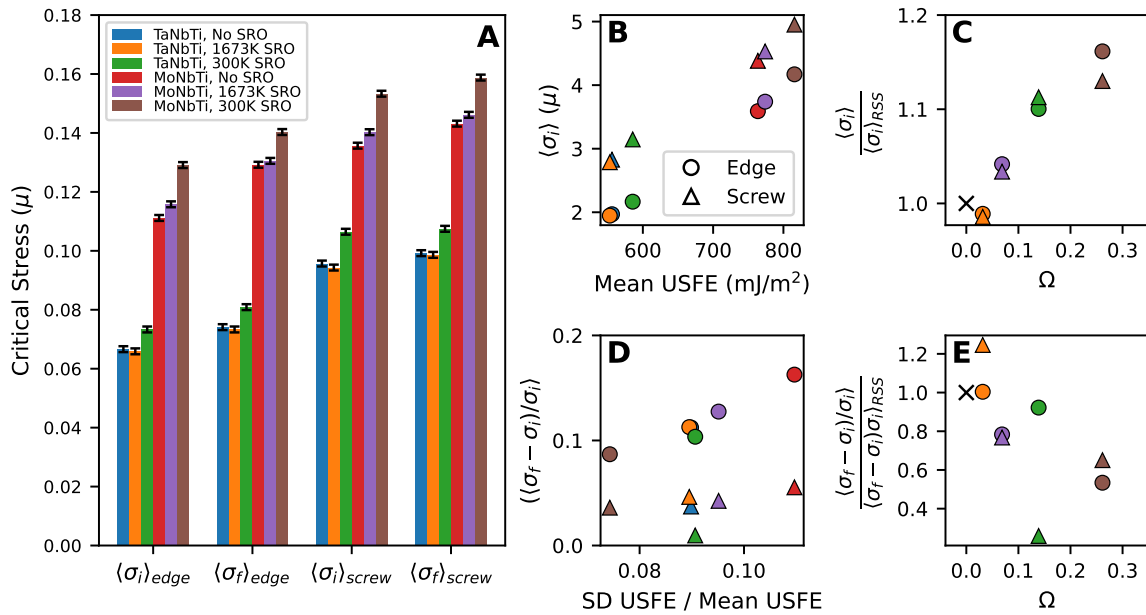 A
TaNbTi, No SRO
TaNbTi, 1673K SRO
TaNbTi, 300K SRO
MoNbTi, No SRO
MoNbTi, 1673K SRO
MoNbTi, 300K SRO
Critical Stress (μ)
0.18
0.16
0.14
0.12
0.10
0.08
0.06
0.04
0.02
0.00
⟨σi⟩edge ⟨σf⟩edge ⟨σi⟩screw ⟨σf⟩screw
B
⟨σi⟩ (μ)
5
4
3
2
Edge
Screw
600 700 800
Mean USFE (mJ/m²)
C
⟨σi⟩
⟨σi⟩RSS
1.2
1.1
1.0
0.0 0.1 0.2 0.3
Ω
D
(⟨σf − σi)/σi⟩
0.2
0.1
0.0
0.08 0.10
SD USFE / Mean USFE
E
⟨σf − σi)/σi⟩
⟨σf − σi)σi⟩RSS
1.2
1.0
0.8
0.6
0.4
0.0 0.1 0.2 0.3
Ω